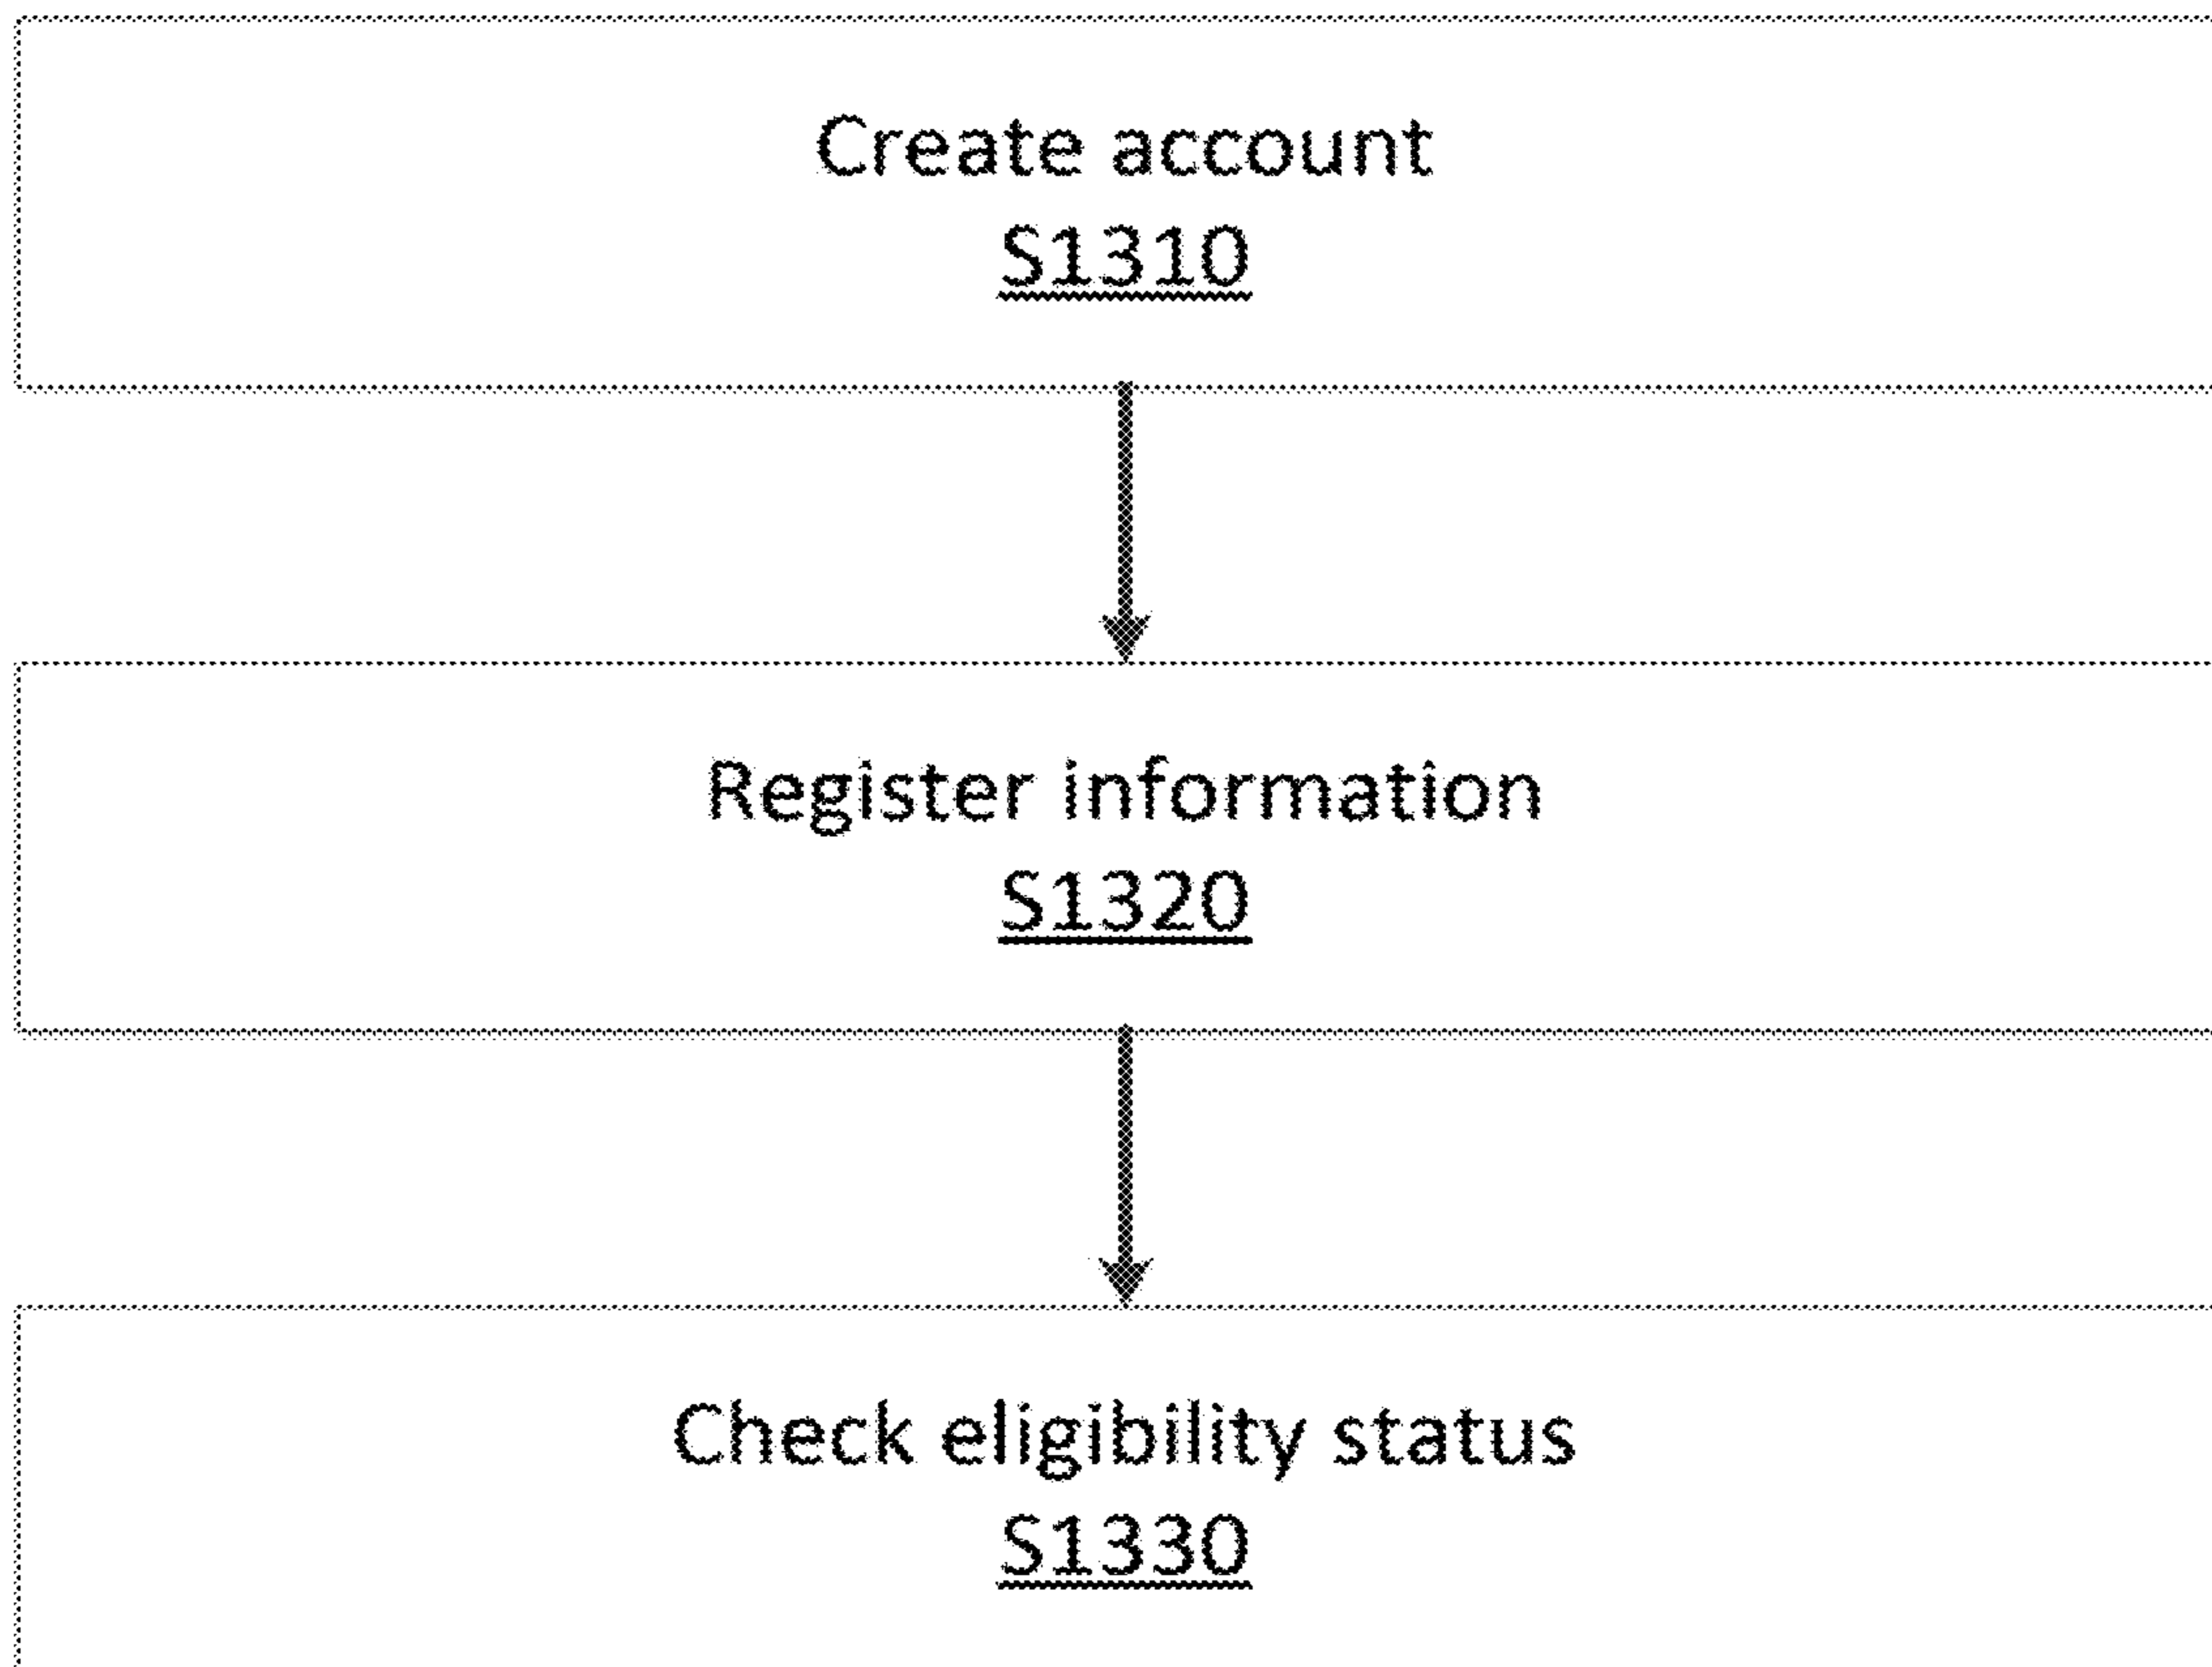 Create account
S1310
Register information
S1320
Check eligibility status
S1330